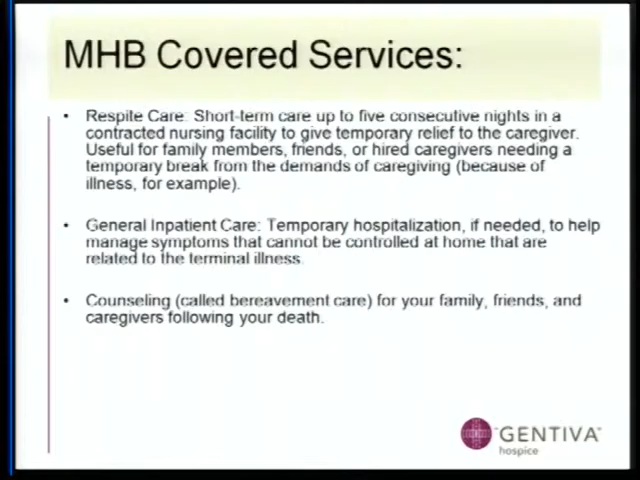 MHB Covered Services:
• Respite Care: Short-term care up to five consecutive nights in a
contracted nursing facility to give temporary relief to the caregiver.
Useful for family members, friends, or hired caregivers needing a
temporary break from the demands of caregiving (because of
illness, for example).
• General Inpatient Care: Temporary hospitalization, if needed, to help
manage symptoms that cannot be controlled at home that are
related to the terminal illness.
• Counseling (called bereavement care) for your family, friends, and
caregivers following your death.
GENTIVA
hospice